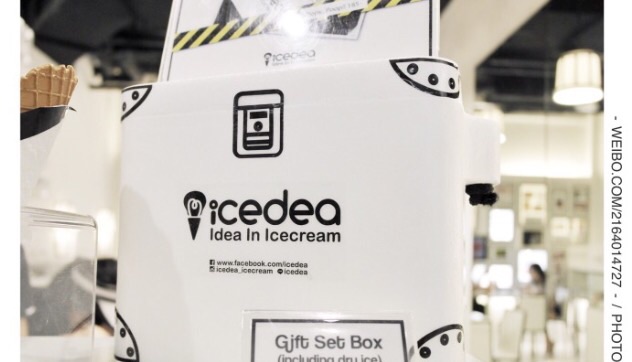 icedea
icedea
Idea In Icecream
www.facebook.com/icedea
icedea_icecream icedea
Gift Set Box
(including dry ice)
- WEIBO.COM/2164014727 - / PHOTO